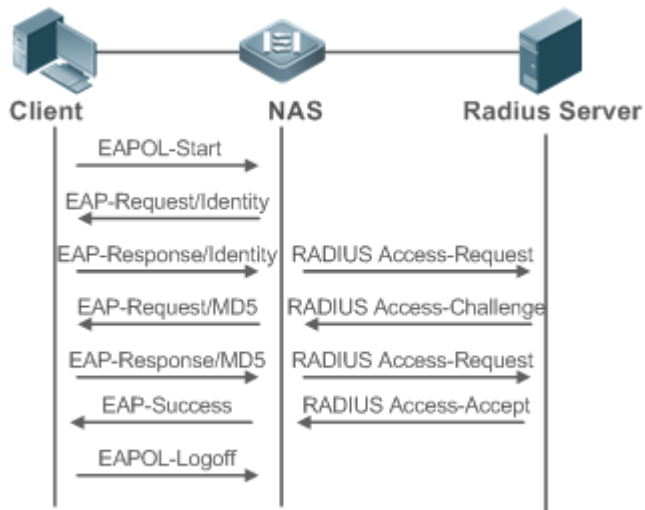 Client NAS Radius Server
EAPOL-Start
EAP-Request/Identity
EAP-Response/Identity RADIUS Access-Request
EAP-Request/MD5 RADIUS Access-Challenge
EAP-Response/MD5 RADIUS Access-Request
EAP-Success RADIUS Access-Accept
EAPOL-Logoff